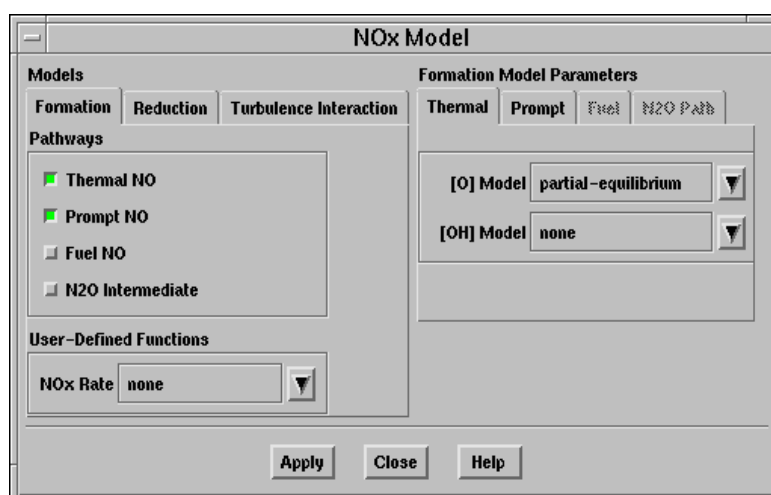 NOx Model
Models
Formation Reduction Turbulence Interaction
Pathways
Thermal NO
Prompt NO
Fuel NO
N2O Intermediate
User-Defined Functions
NOx Rate none
Formation Model Parameters
Thermal Prompt Fuel N2O Path
[O] Model partial-equilibrium
[OH] Model none
Apply Close Help